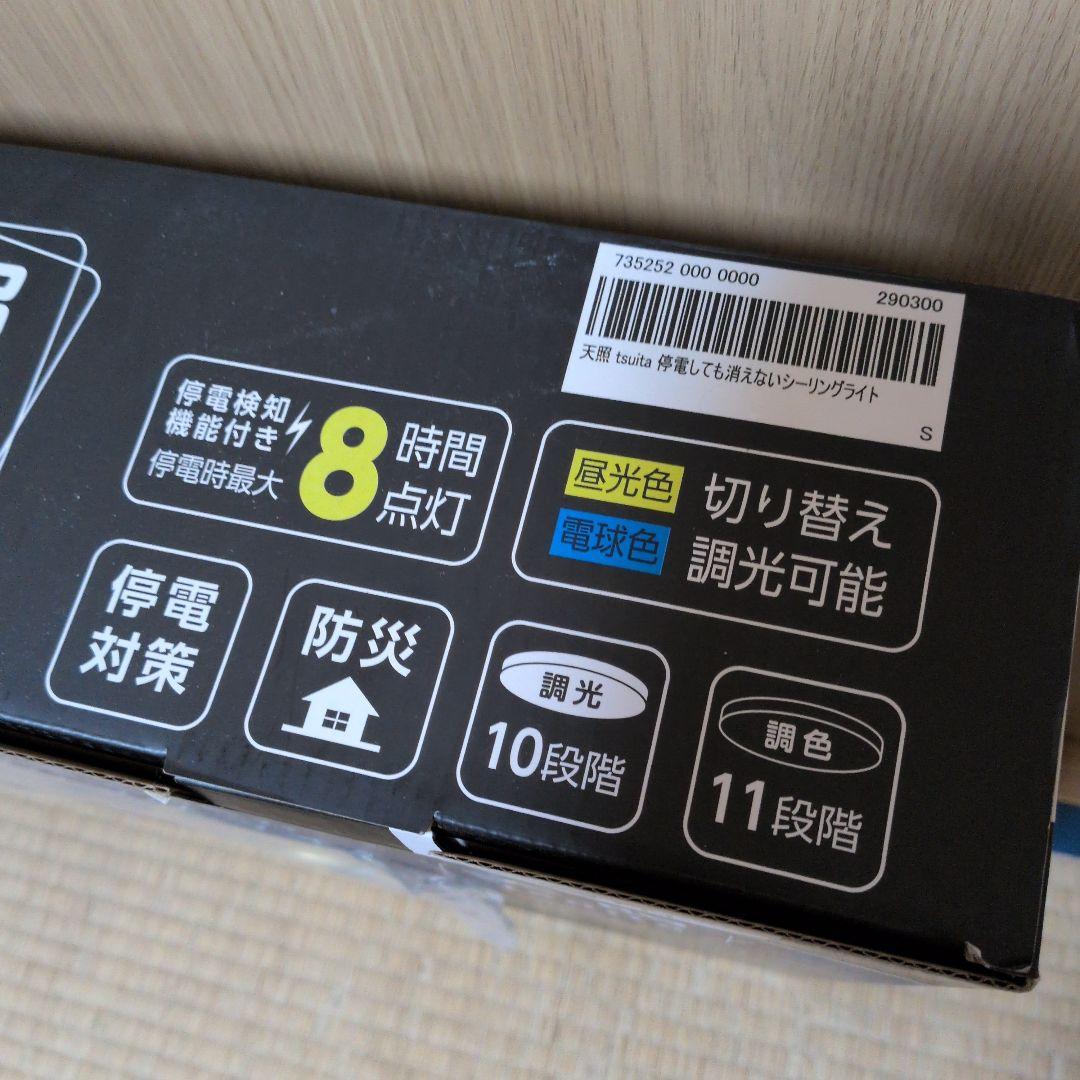 735252 000 0000
290300
天照 tsuita 停電しても消えないシーリングライト
S
停電検知
機能付き
停電時最大
8時間
点灯
昼光色
電球色
切り替え
調光可能
停電
対策
防災
調光
10段階
調色
11段階